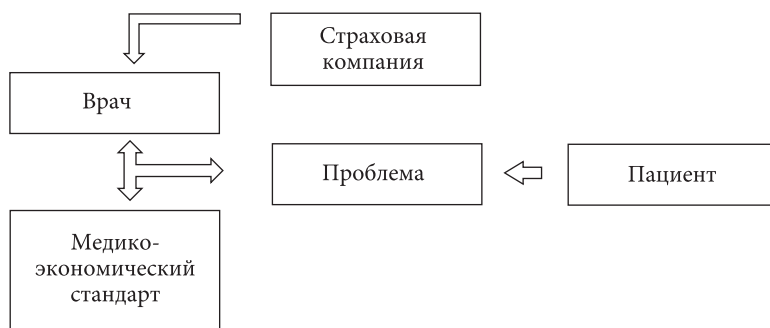 Страховая
компания
Врач
Проблема
Пациент
Медико-
экономический
стандарт